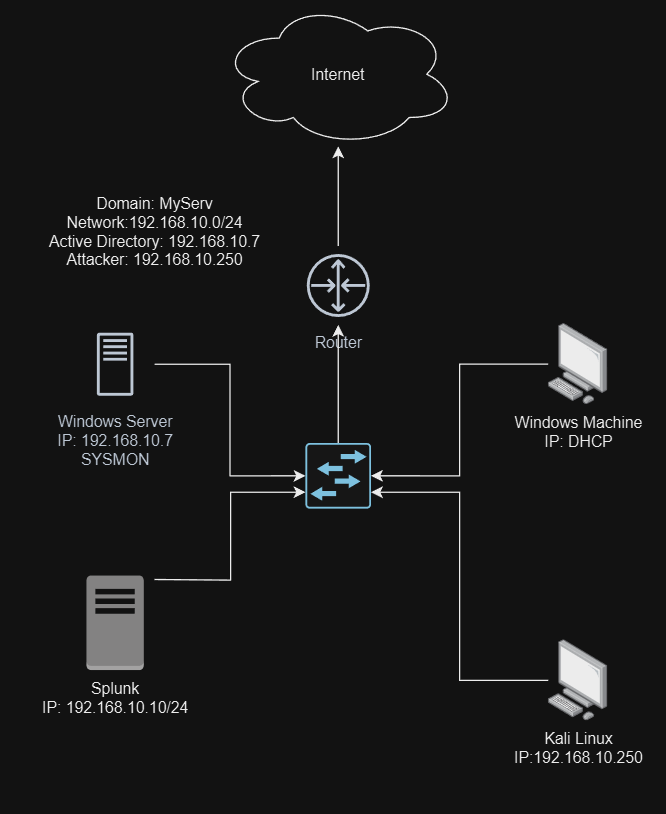 Internet
Domain: MyServ
Network:192.168.10.0/24
Active Directory: 192.168.10.7
Attacker: 192.168.10.250
Router
Windows Server
IP: 192.168.10.7
SYSMON
Windows Machine
IP: DHCP
Splunk
IP: 192.168.10.10/24
Kali Linux
IP:192.168.10.250